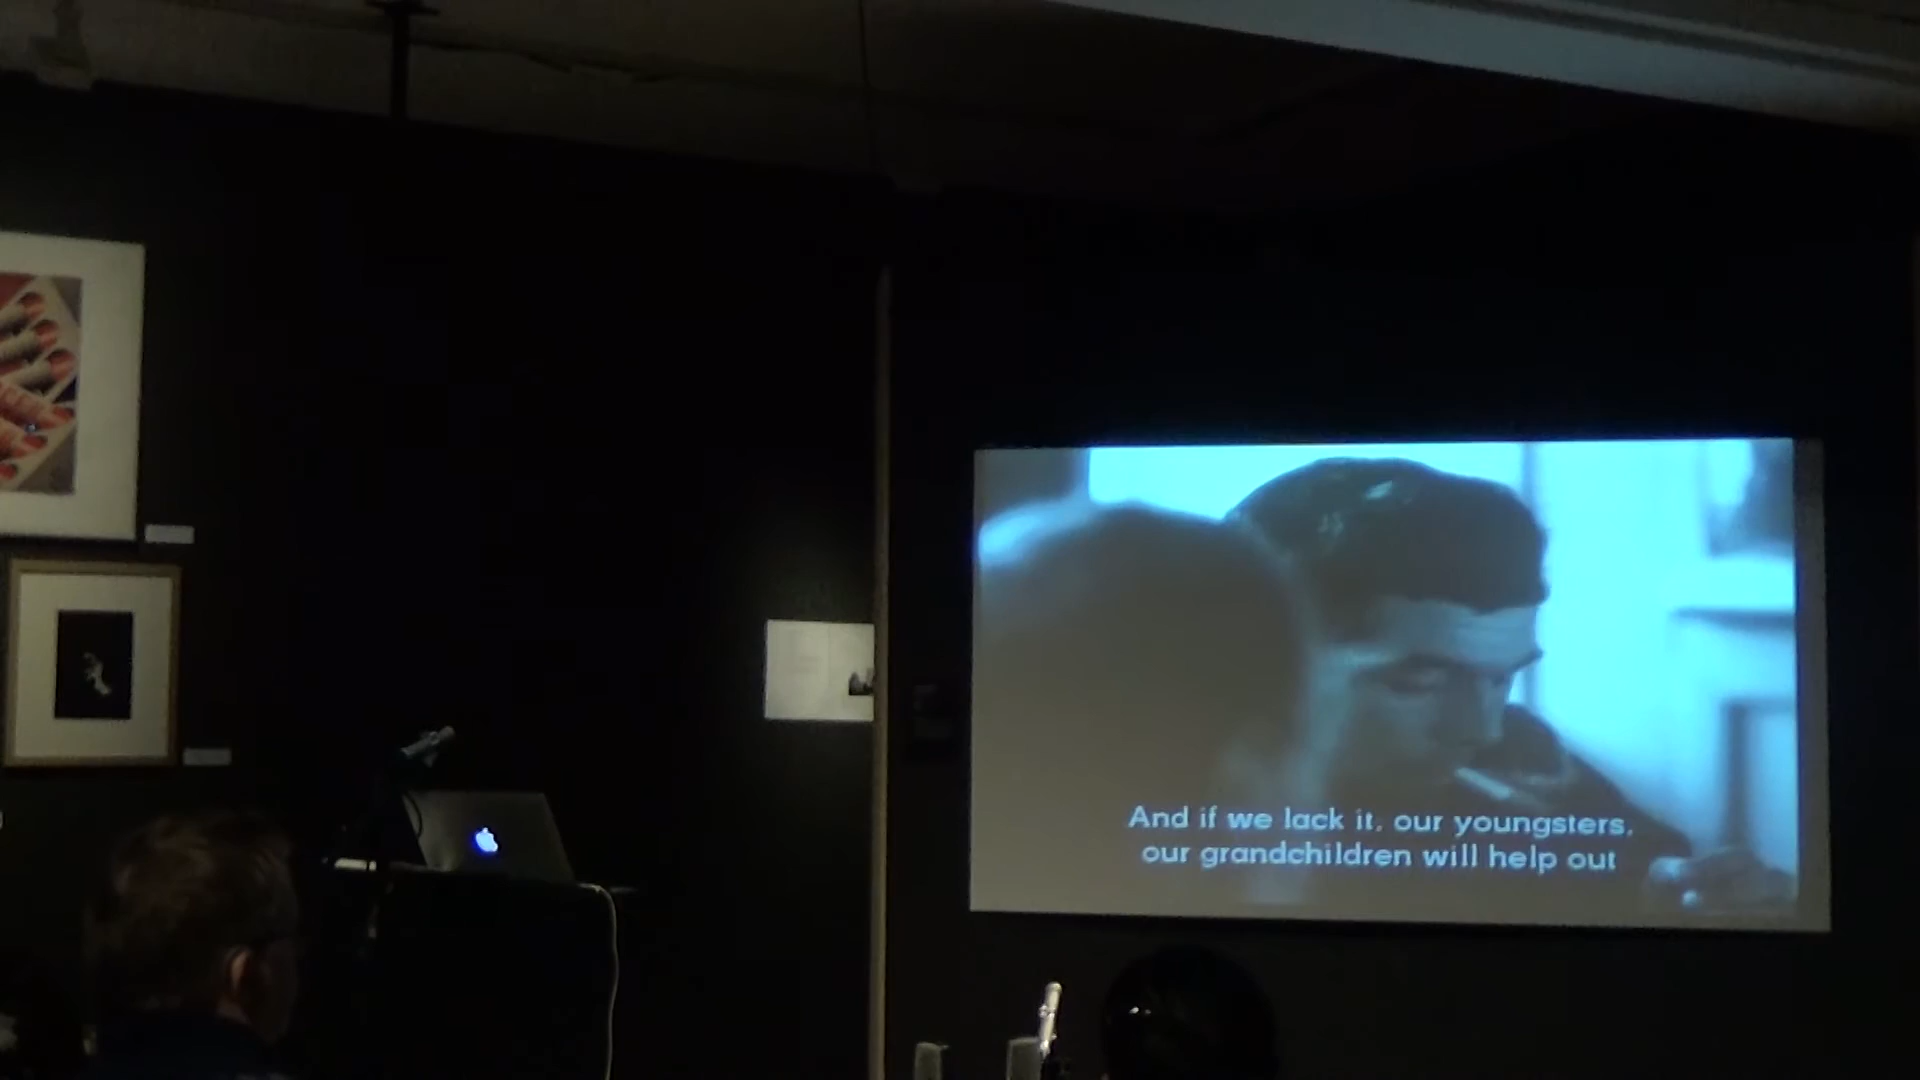 And if we lack it, our youngsters,
our grandchildren will help out